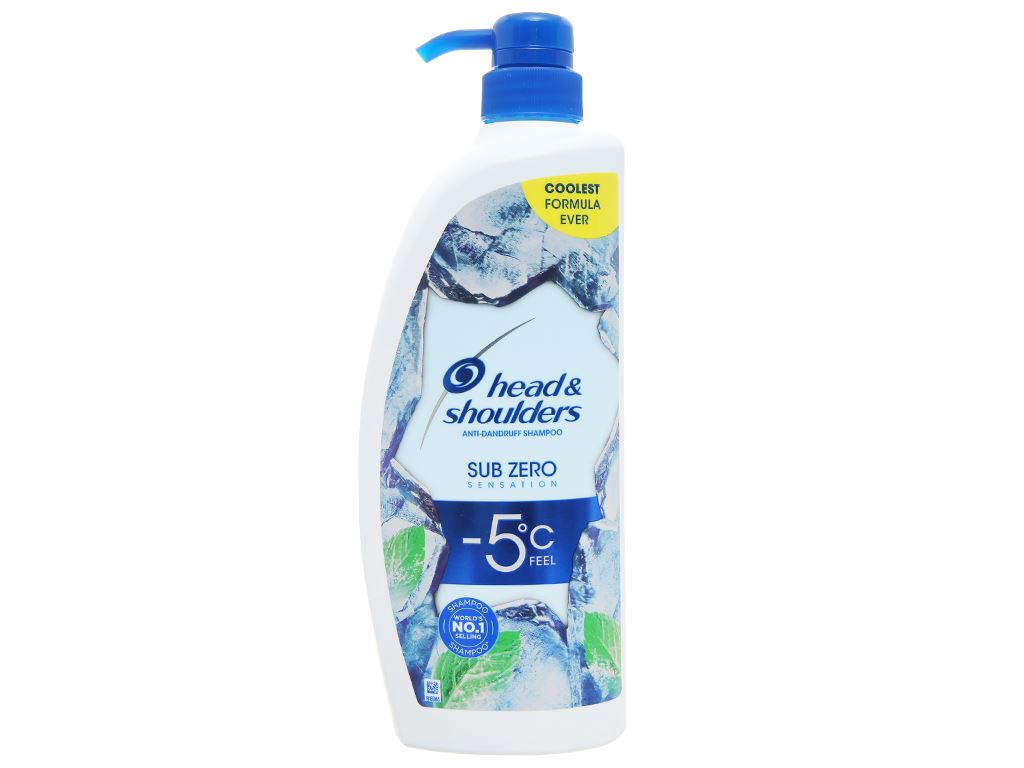 COOLEST
FORMULA
EVER
head &
shoulders
ANTI-DANDRUFF SHAMPOO
SUB ZERO
SENSATION
-5°C
FEEL
SHAMPOO
WORLD'S
NO.1
SELLING
SHAMPOO*